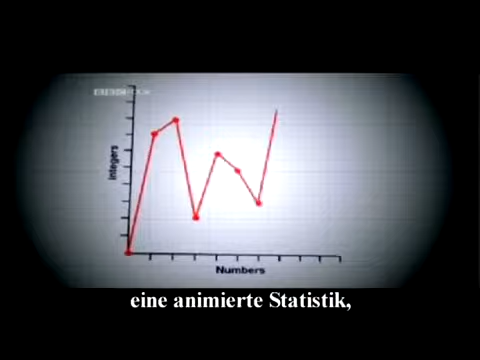 Integers
Numbers
eine animierte Statistik,